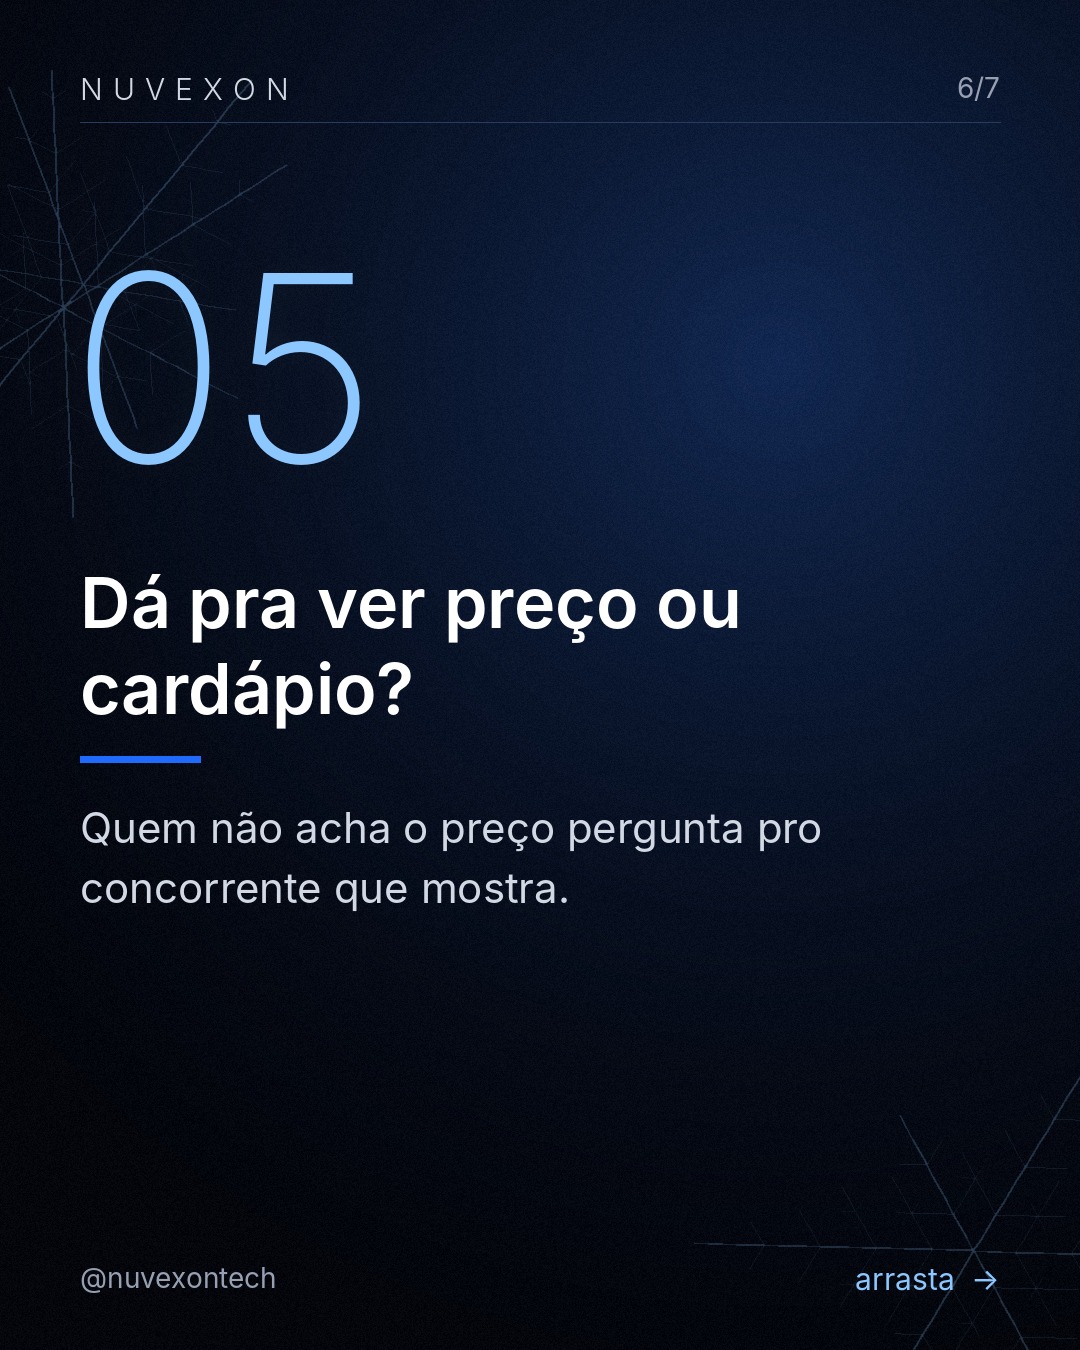 NUVEXON
6/7
05
Dá pra ver preço ou
cardápio?
Quem não acha o preço pergunta pro
concorrente que mostra.
@nuvexontech
arrasta →